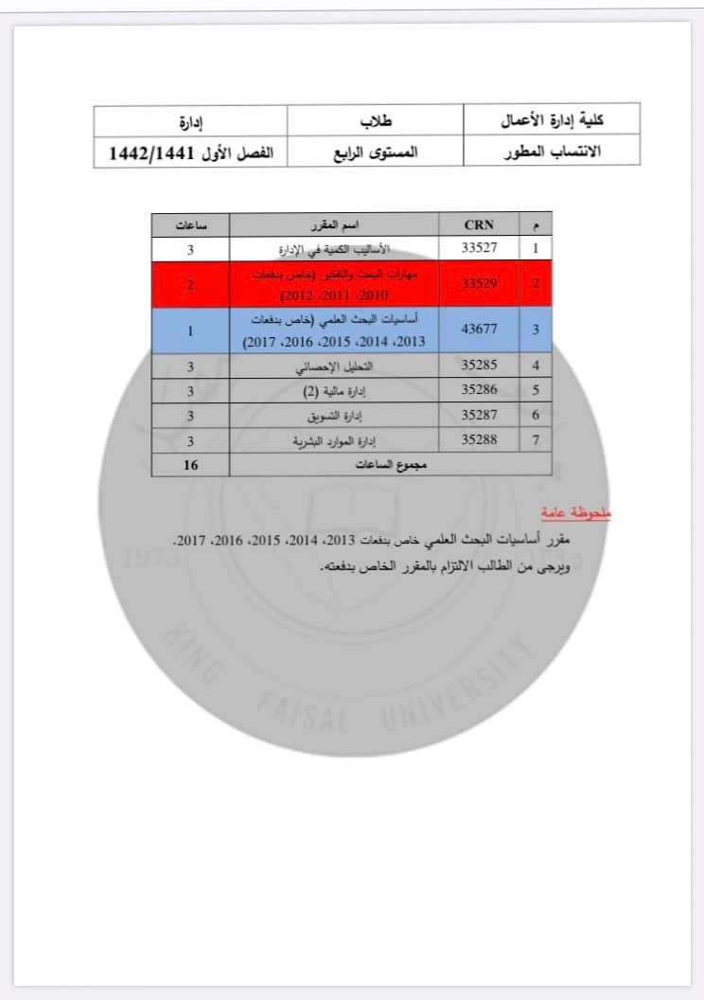 كلية إدارة الأعمال	طلاب	إدارة
الانتساب المطور	المستوى الرابع	الفصل الأول 1442/1441
م	CRN	اسم المقرر	ساعات
1	33527	الأساليب الكمية في الإدارة	3
2	33529	مهارات البحث والتفكير (خاص بدفعات	2
2010، 2011، 2012)
3	43677	أساسيات البحث العلمي (خاص بدفعات	1
2013، 2014، 2015، 2016، 2017)
4	35285	التحليل الإحصائي	3
5	35286	إدارة مالية (2)	3
6	35287	إدارة التسويق	3
7	35288	إدارة الموارد البشرية	3
مجموع الساعات	16
ملحوظة عامة
مقرر أساسيات البحث العلمي خاص بدفعات 2013، 2014، 2015، 2016، 2017.
ويرجى من الطالب الالتزام بالمقرر الخاص بدفعته.
1975
KING FAISAL UNIVERSITY